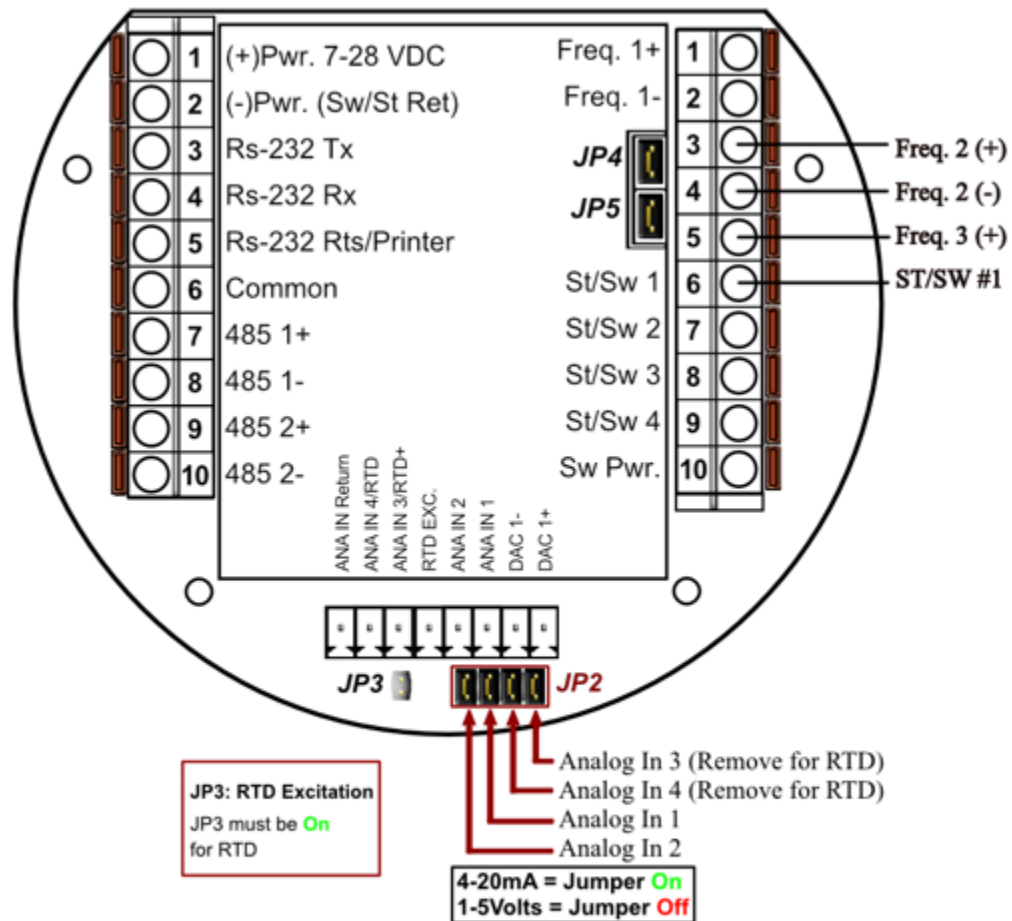 1 (+)Pwr. 7-28 VDC
2 (-)Pwr. (Sw/St Ret)
3 Rs-232 Tx
4 Rs-232 Rx
5 Rs-232 Rts/Printer
6 Common
7 485 1+
8 485 1-
9 485 2+
10 485 2-
Freq. 1+ 1
Freq. 1- 2
JP4 3 Freq. 2 (+)
4 Freq. 2 (-)
JP5 5 Freq. 3 (+)
St/Sw 1 6 ST/SW #1
St/Sw 2 7
St/Sw 3 8
St/Sw 4 9
Sw Pwr. 10
ANA IN Return
ANA IN 4/RTD
ANA IN 3/RTD+
RTD EXC.
ANA IN 2
ANA IN 1
DAC 1-
DAC 1+
JP3 JP2
Analog In 3 (Remove for RTD)
Analog In 4 (Remove for RTD)
Analog In 1
Analog In 2
JP3: RTD Excitation
JP3 must be On
for RTD
4-20mA = Jumper On
1-5Volts = Jumper Off